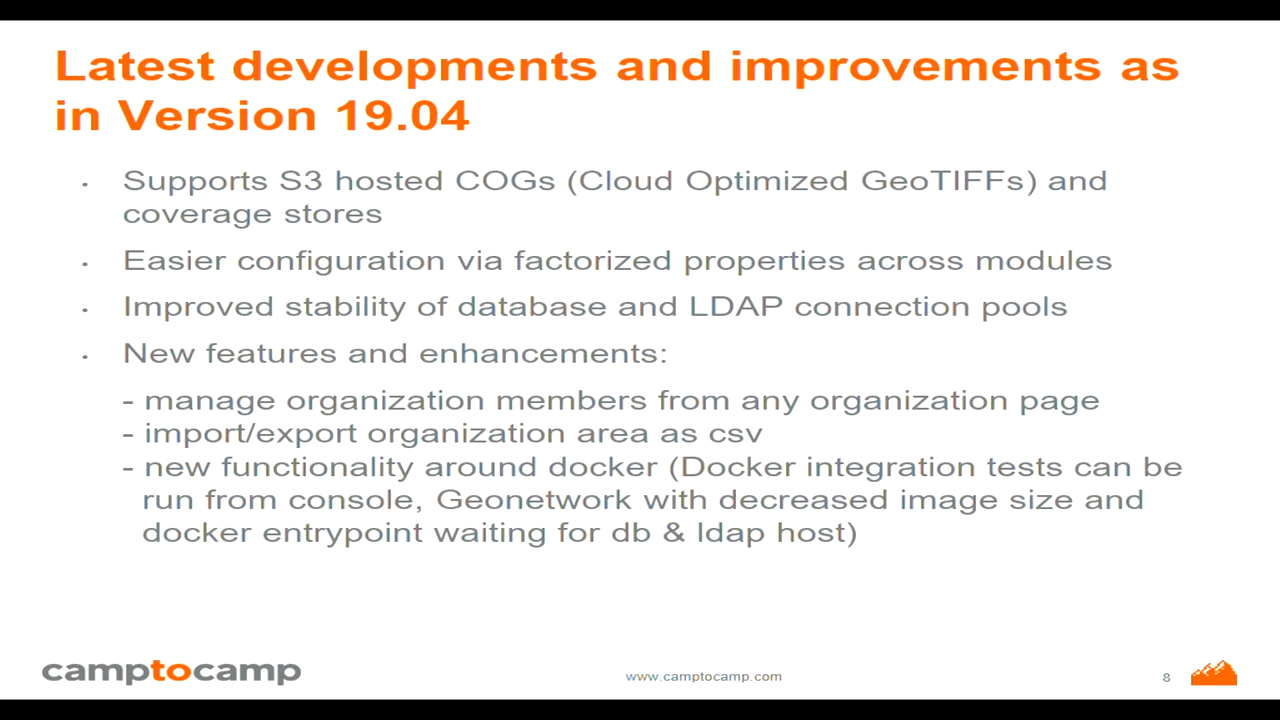 Latest developments and improvements as
in Version 19.04
· Supports S3 hosted COGs (Cloud Optimized GeoTIFFs) and
coverage stores
· Easier configuration via factorized properties across modules
· Improved stability of database and LDAP connection pools
· New features and enhancements:
- manage organization members from any organization page
- import/export organization area as csv
- new functionality around docker (Docker integration tests can be
run from console, Geonetwork with decreased image size and
docker entrypoint waiting for db & ldap host)
camptocamp
www.camptocamp.com
8